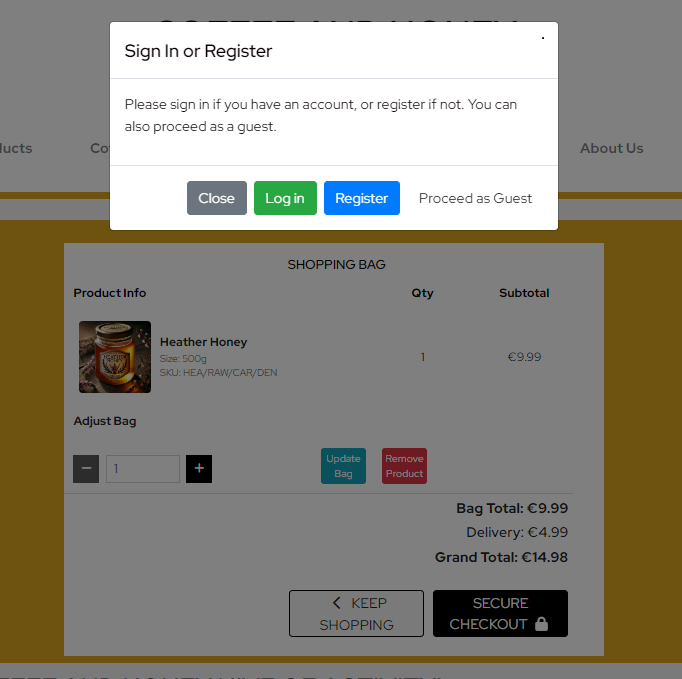 Sign In or Register
Please sign in if you have an account, or register if not. You can
also proceed as a guest.
Close Log in Register Proceed as Guest
About Us
SHOPPING BAG
Product Info Qty Subtotal
Heather Honey
Size: 500g
SKU: HEA/RAW/CAR/DEN
1 €9.99
Adjust Bag
− 1 +
Update
Bag
Remove
Product
Bag Total: €9.99
Delivery: €4.99
Grand Total: €14.98
KEEP
SHOPPING
SECURE
CHECKOUT